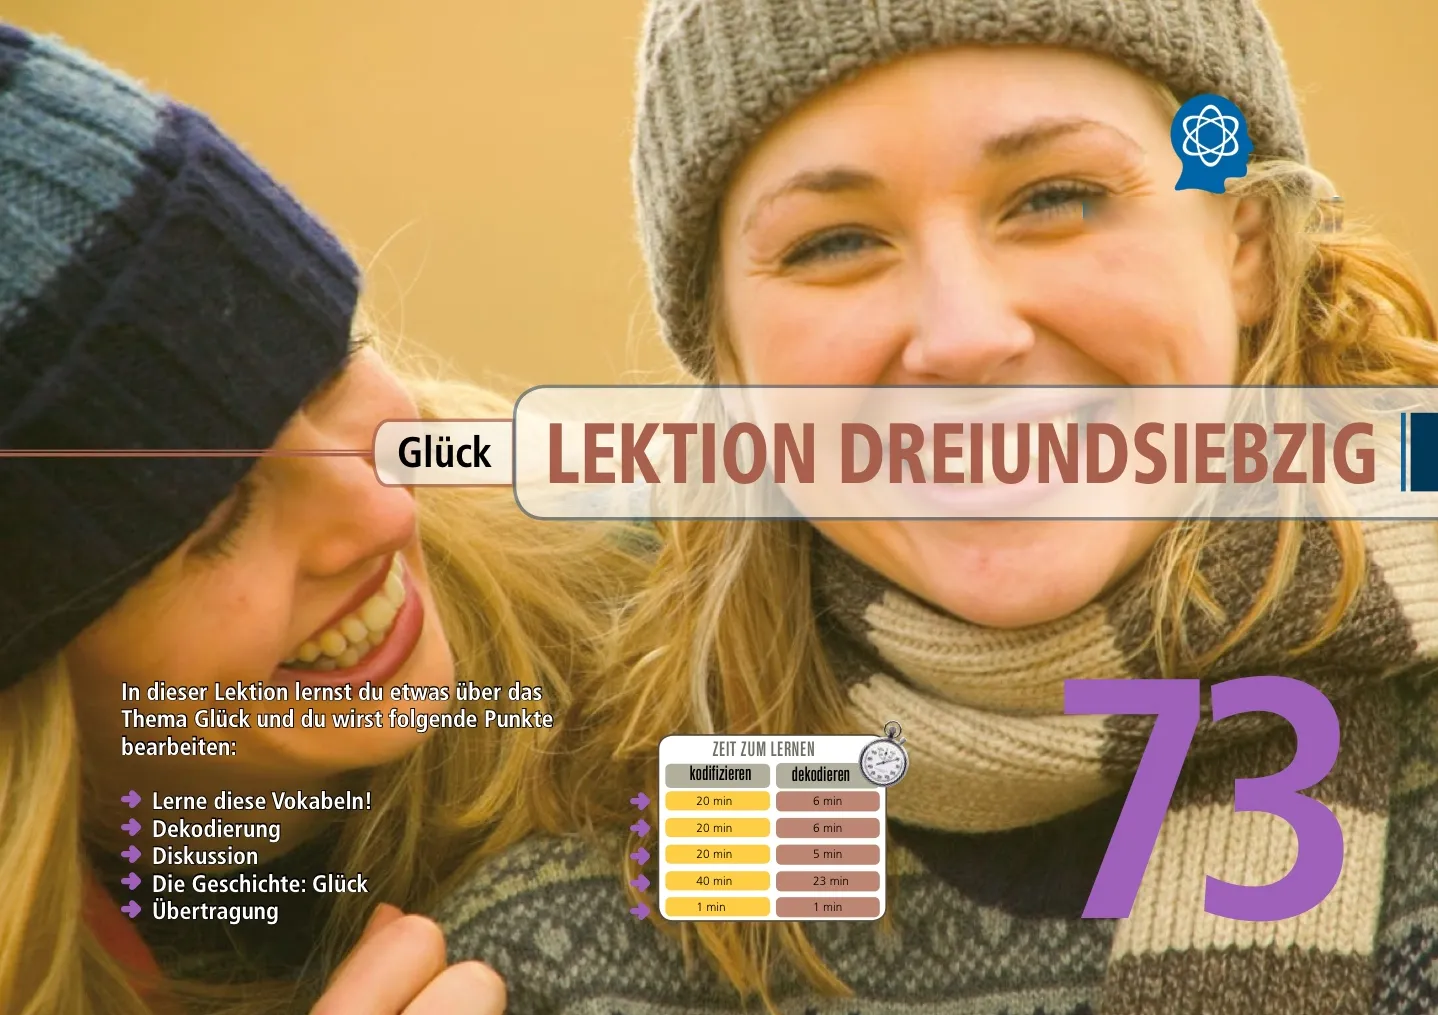 Glück
LEKTION DREIUNDSIEBZIG
In dieser Lektion lernst du etwas über das
Thema Glück und du wirst folgende Punkte
bearbeiten:
Lerne diese Vokabeln!
Dekodierung
Diskussion
Die Geschichte: Glück
Übertragung
ZEIT ZUM LERNEN
kodifizieren dekodieren
20 min 6 min
20 min 6 min
20 min 5 min
40 min 23 min
1 min 1 min
73